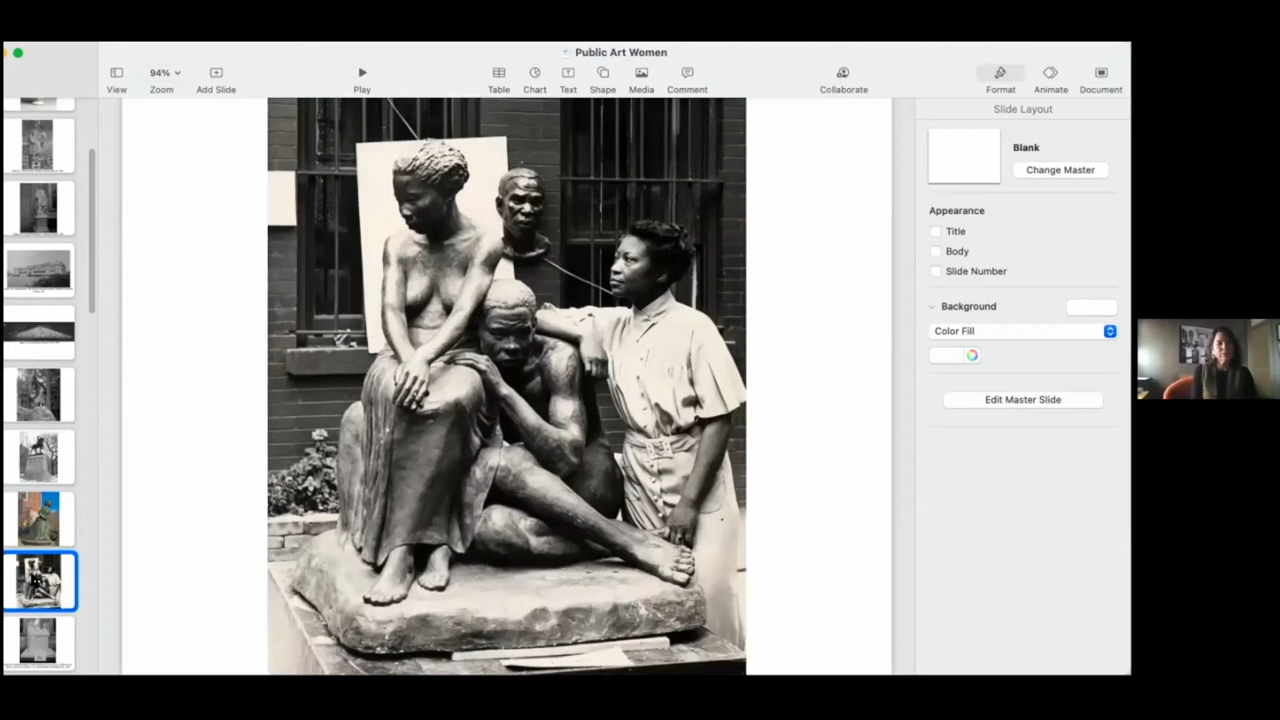 Public Art Women
94%
View
Zoom
Add Slide
Play
Table
Chart
Text
Shape
Media
Comment
Collaborate
Format
Animate
Document
Slide Layout
Blank
Change Master
Appearance
Title
Body
Slide Number
Background
Color Fill
Edit Master Slide